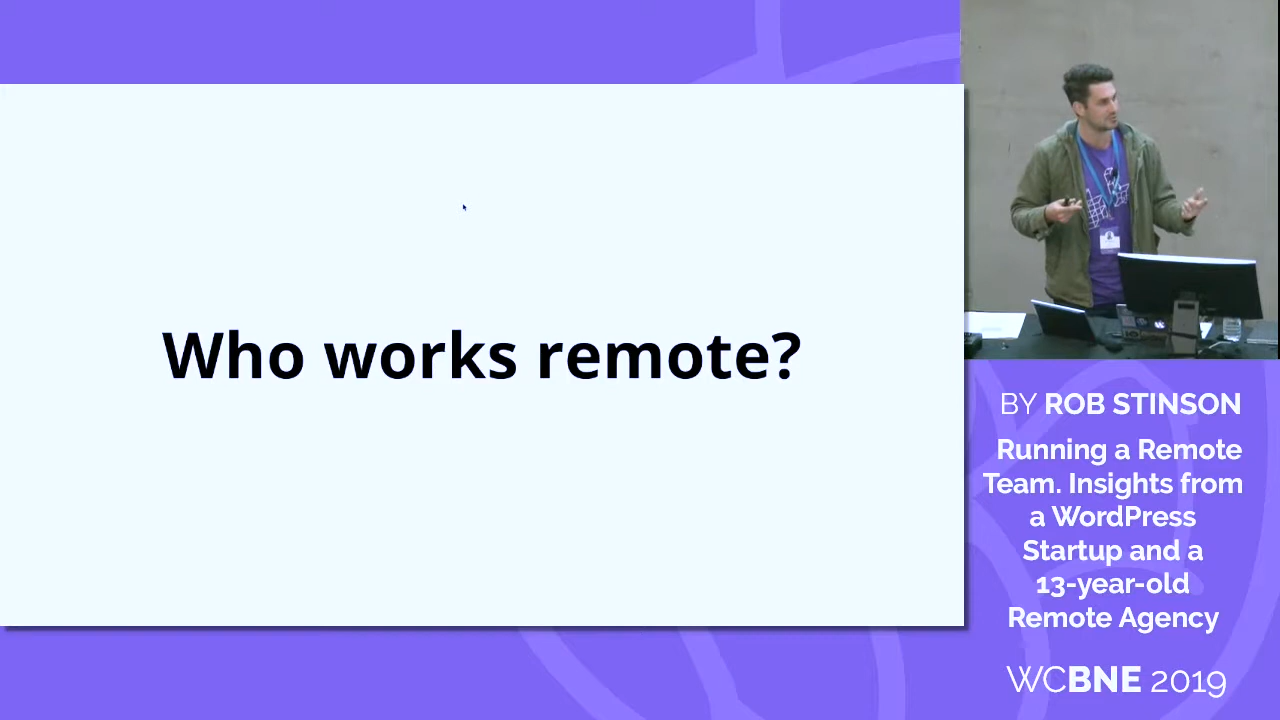 Who works remote?
BY ROB STINSON
Running a Remote
Team. Insights from
a WordPress
Startup and a
13-year-old
Remote Agency
WCBNE 2019